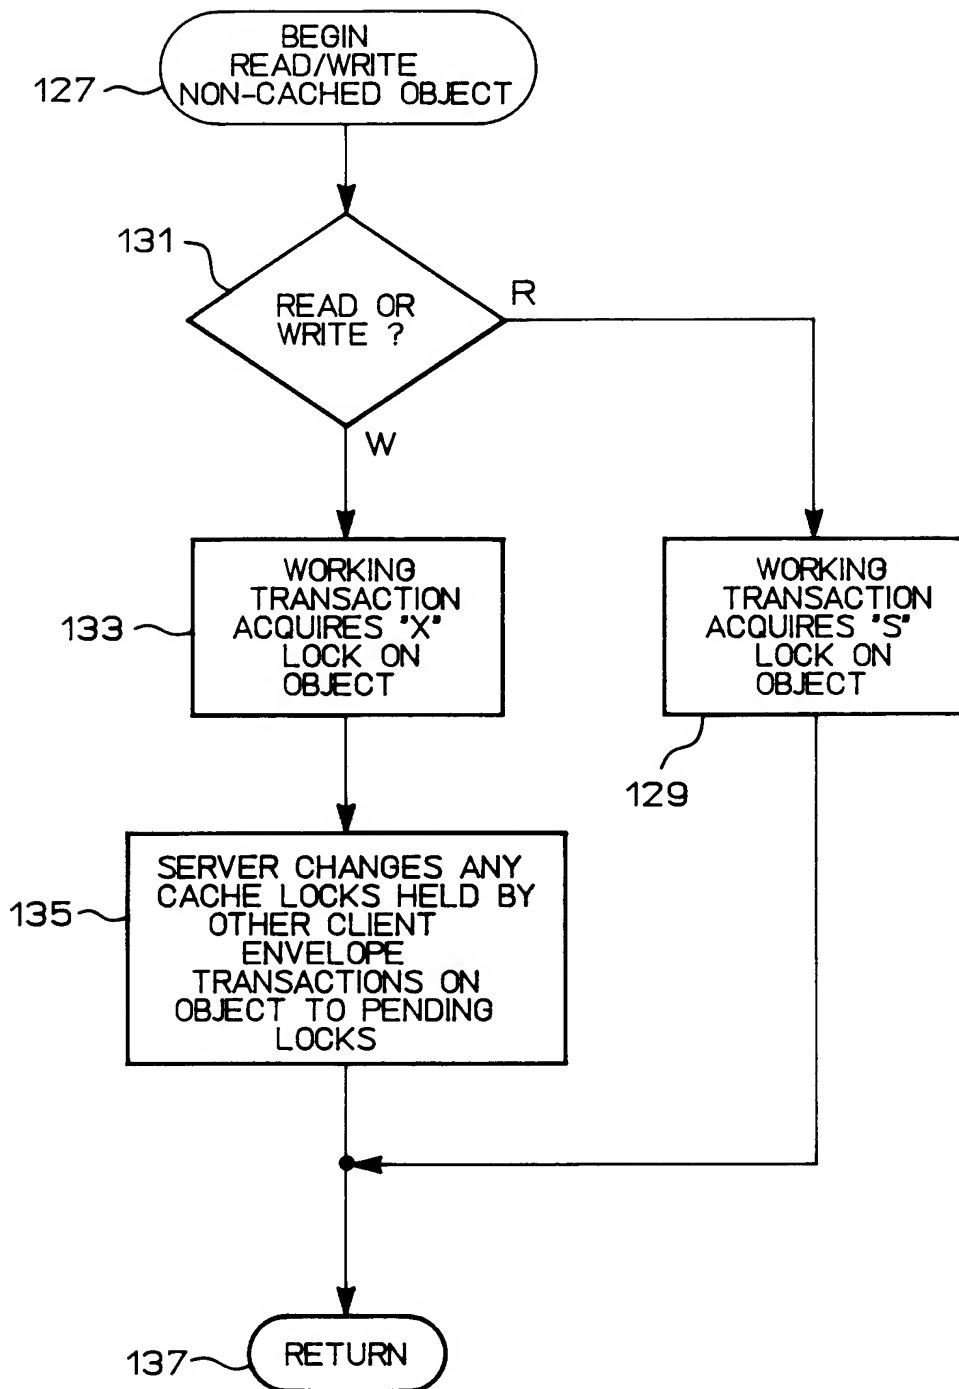 BEGIN
READ/WRITE
NON-CACHED OBJECT
127
131
READ OR
WRITE ?
R
W
WORKING
TRANSACTION
ACQUIRES "X"
LOCK ON
OBJECT
133
WORKING
TRANSACTION
ACQUIRES "S"
LOCK ON
OBJECT
129
SERVER CHANGES ANY
CACHE LOCKS HELD BY
OTHER CLIENT
ENVELOPE
TRANSACTIONS ON
OBJECT TO PENDING
LOCKS
135
RETURN
137